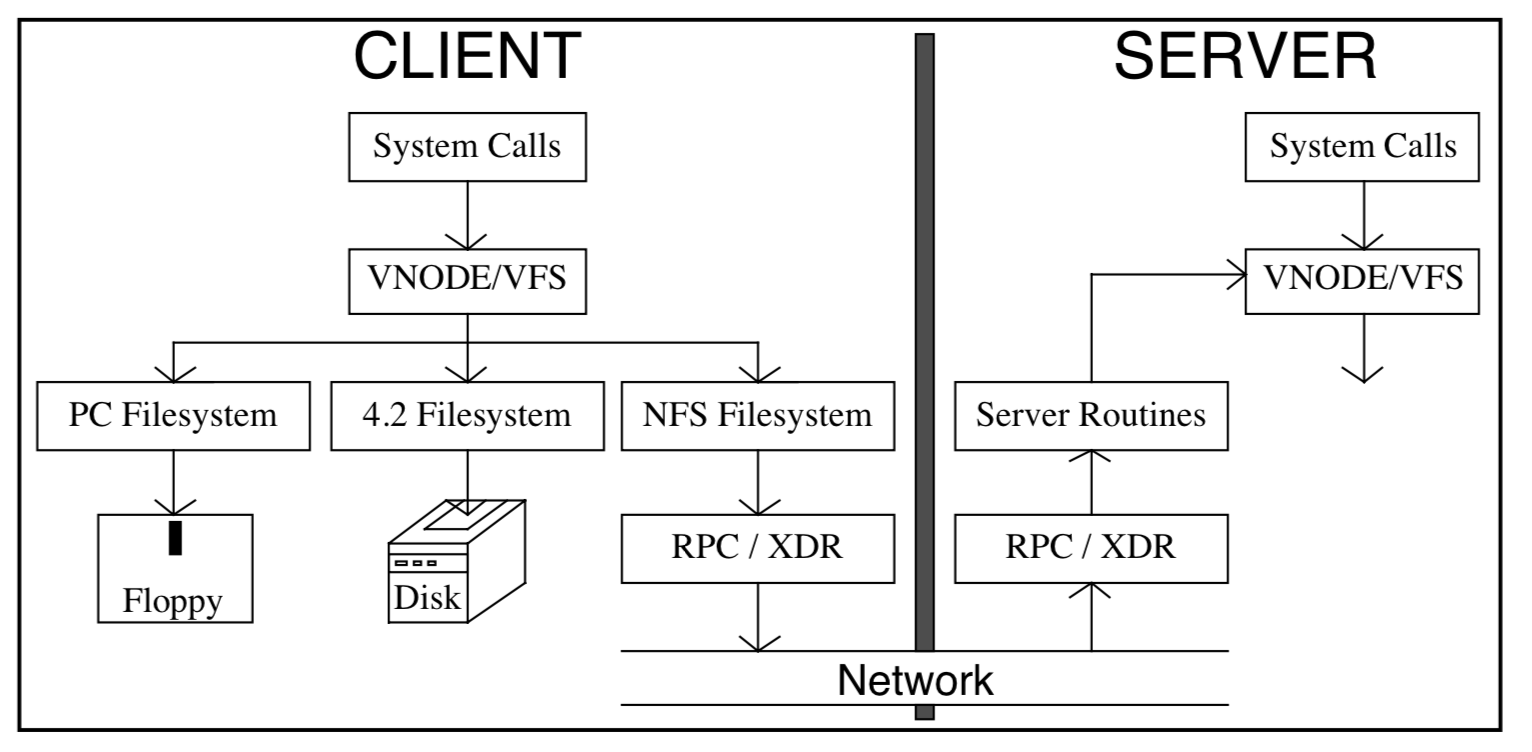 CLIENT
SERVER
System Calls
System Calls
VNODE/VFS
VNODE/VFS
PC Filesystem
4.2 Filesystem
NFS Filesystem
Server Routines
Floppy
Disk
RPC / XDR
RPC / XDR
Network